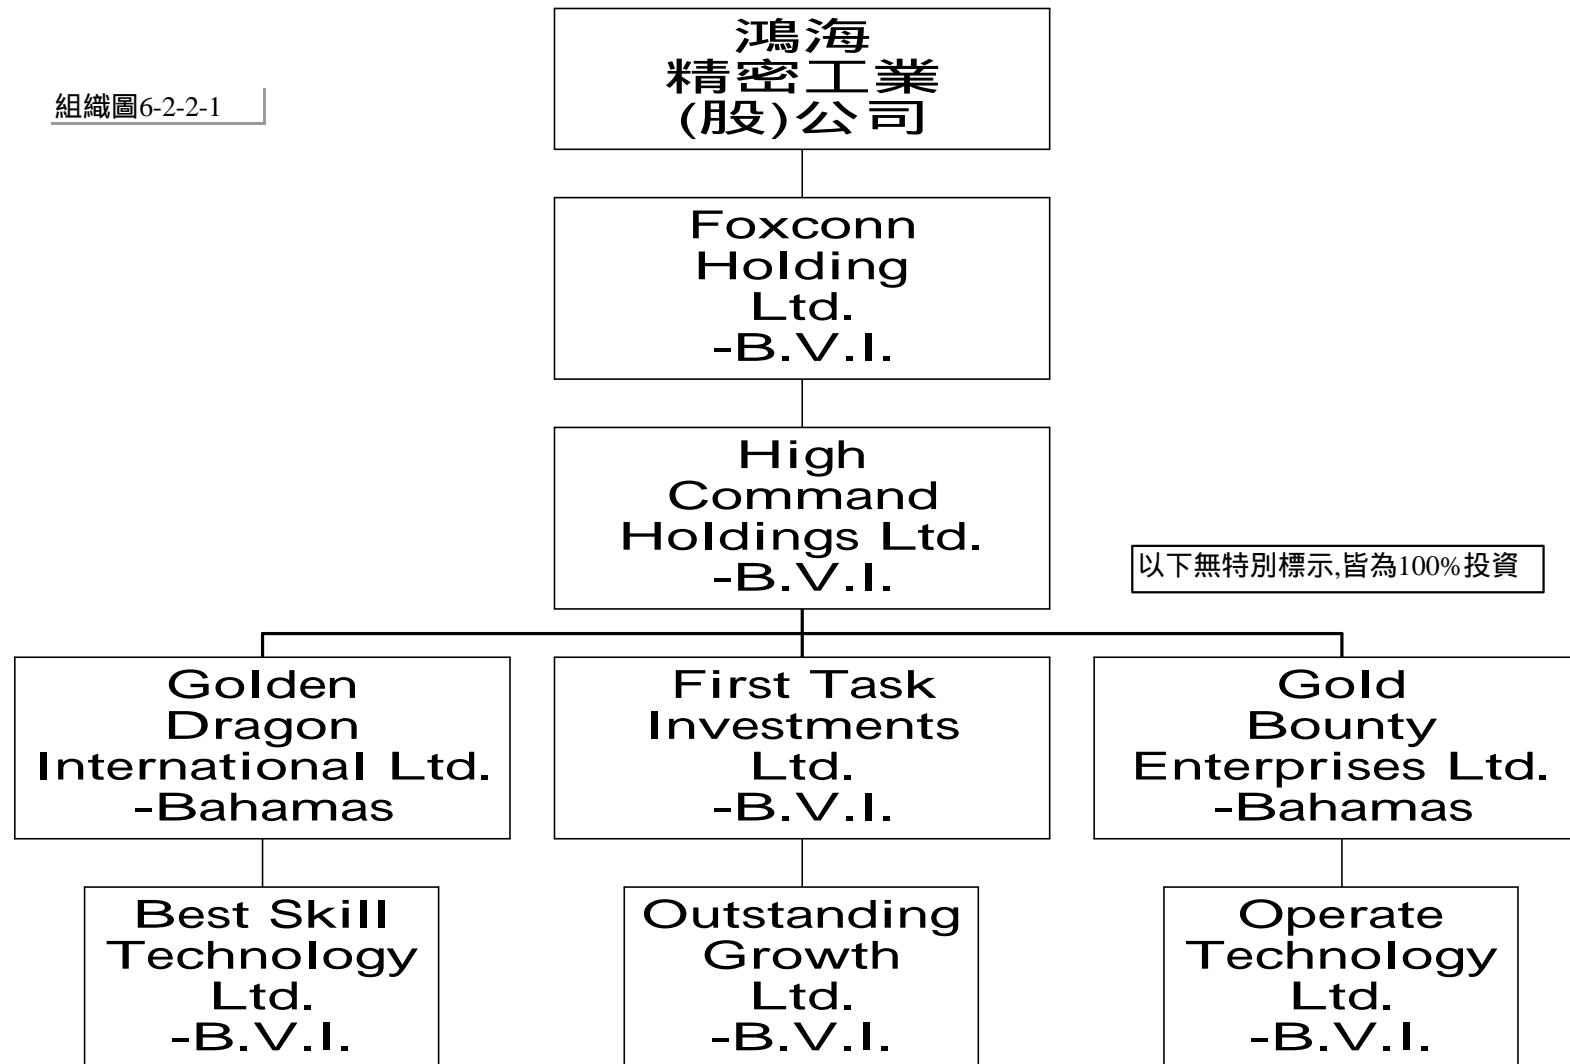 組織圖6-2-2-1
鴻海
精密工業
(股)公司
Foxconn
Holding
Ltd.
-B.V.I.
High
Command
Holdings Ltd.
-B.V.I.
以下無特別標示,皆為100%投資
Golden
Dragon
International Ltd.
-Bahamas
First Task
Investments
Ltd.
-B.V.I.
Gold
Bounty
Enterprises Ltd.
-Bahamas
Best Skill
Technology
Ltd.
-B.V.I.
Outstanding
Growth
Ltd.
-B.V.I.
Operate
Technology
Ltd.
-B.V.I.